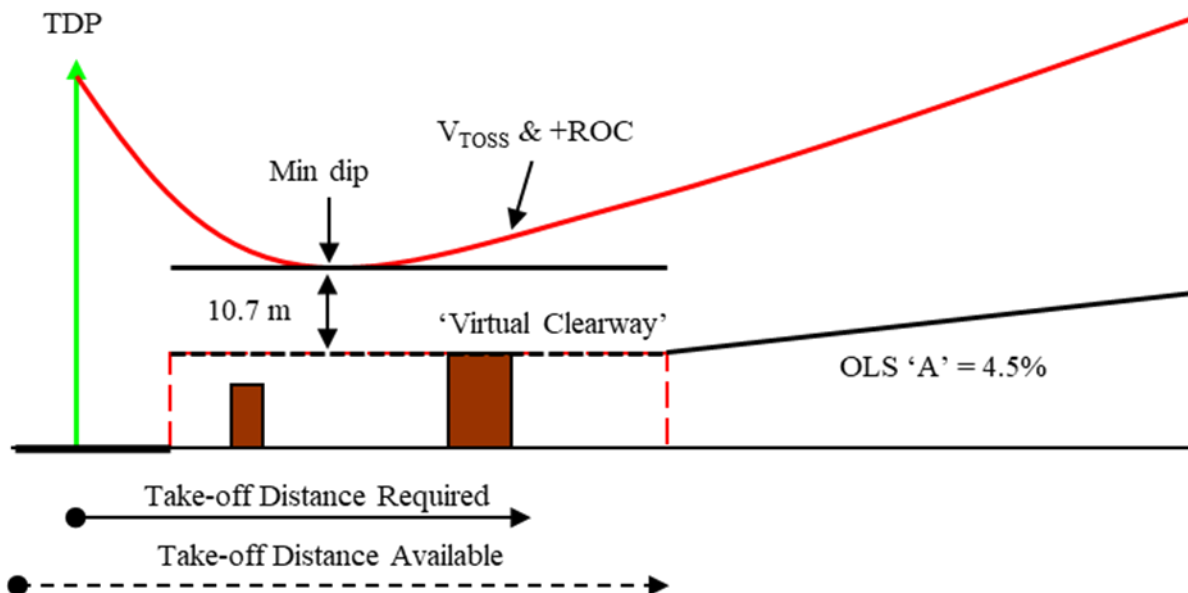 TDP
V_TOSS & +ROC
Min dip
10.7 m
‘Virtual Clearway’
OLS ‘A’ = 4.5%
Take-off Distance Required
Take-off Distance Available